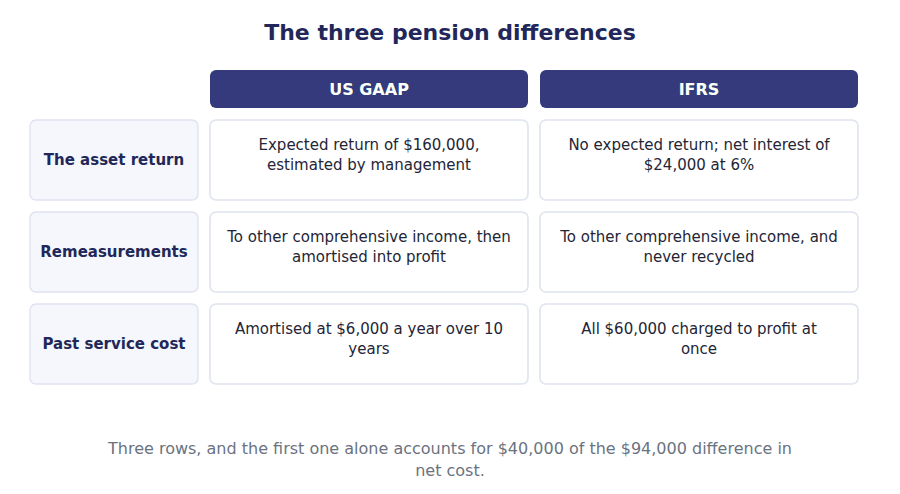 The three pension differences
US GAAP
IFRS
The asset return
Expected return of $160,000,
estimated by management
No expected return; net interest of
$24,000 at 6%
Remeasurements
To other comprehensive income, then
amortised into profit
To other comprehensive income, and
never recycled
Past service cost
Amortised at $6,000 a year over 10
years
All $60,000 charged to profit at
once
Three rows, and the first one alone accounts for $40,000 of the $94,000 difference in
net cost.